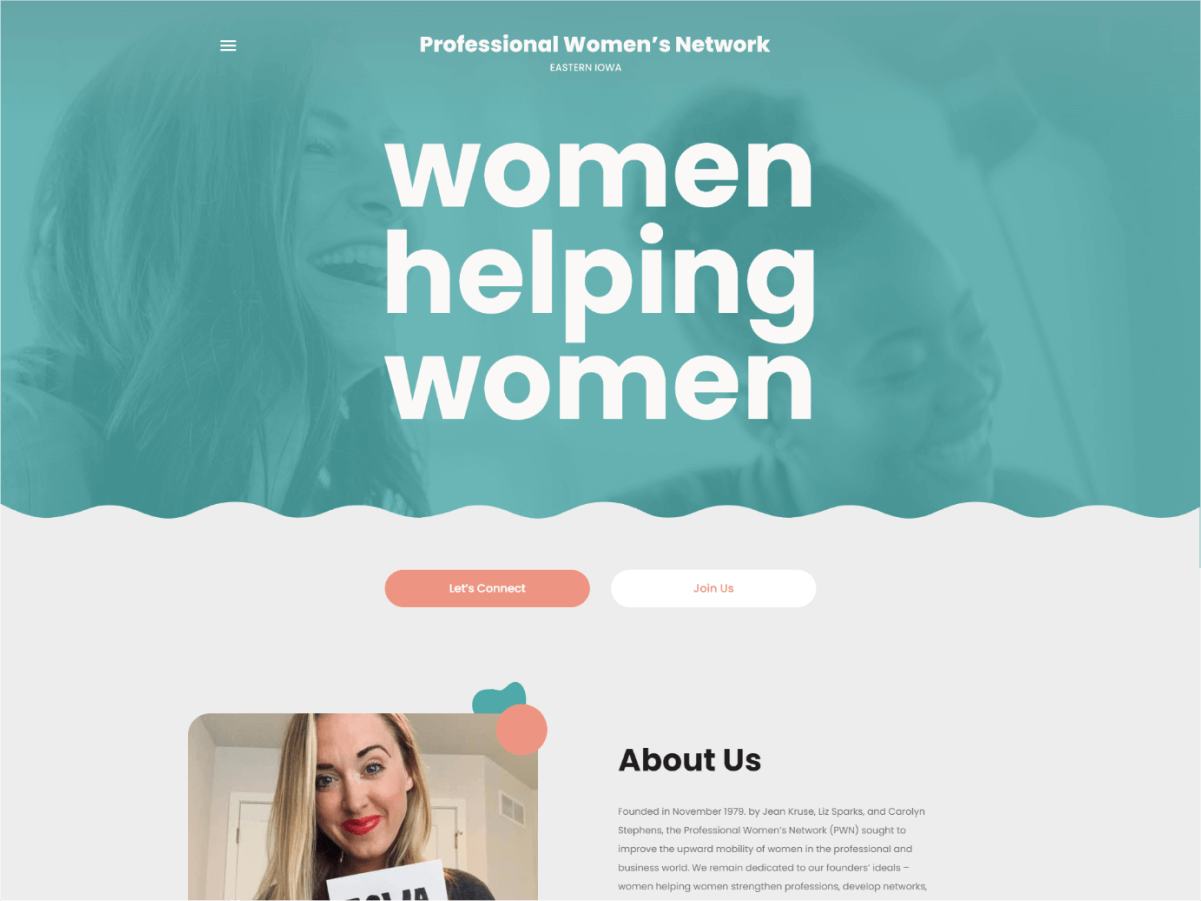 Professional Women's Network
EASTERN IOWA
women
helping
women
Let's Connect
Join Us
About Us
Founded in November 1979. by Jean Kruse, Liz Sparks, and Carolyn
Stephens, the Professional Women's Network (PWN) sought to
improve the upward mobility of women in the professional and
business world. We remain dedicated to our founders' ideals –
women helping women strengthen professions, develop networks,